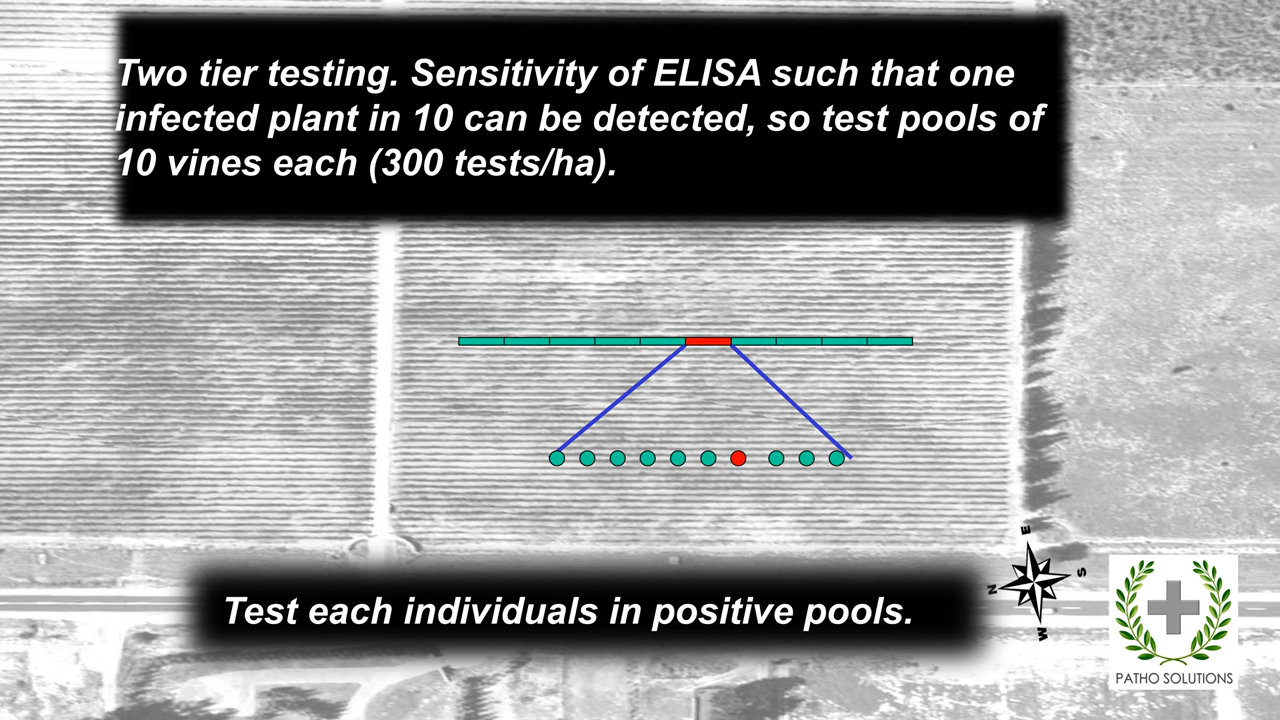 Two tier testing. Sensitivity of ELISA such that one
infected plant in 10 can be detected, so test pools of
10 vines each (300 tests/ha).
Test each individuals in positive pools.
E
N
S
W
PATHO SOLUTIONS